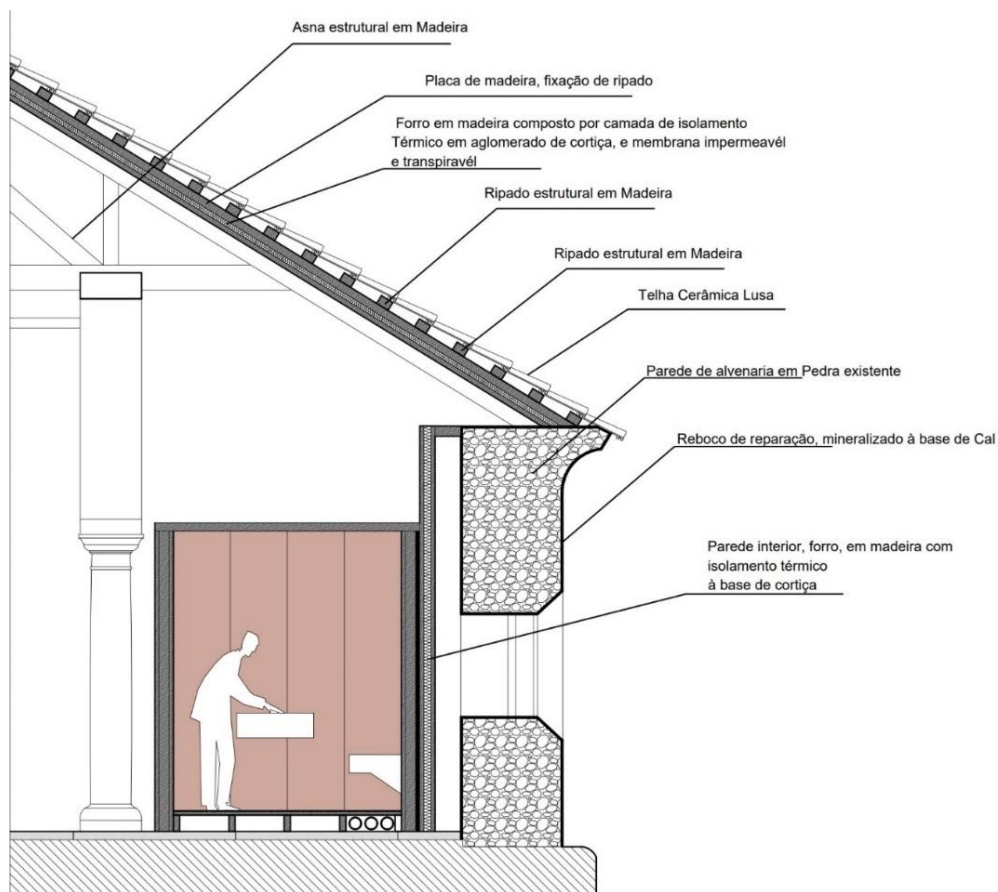 Asna estrutural em Madeira
Placa de madeira, fixação de ripado
Forro em madeira composto por camada de isolamento
Térmico em aglomerado de cortiça, e membrana impermeavél
e transpiravél
Ripado estrutural em Madeira
Ripado estrutural em Madeira
Telha Cerâmica Lusa
Parede de alvenaria em Pedra existente
Reboco de reparação, mineralizado à base de Cal
Parede interior, forro, em madeira com
isolamento térmico
à base de cortiça